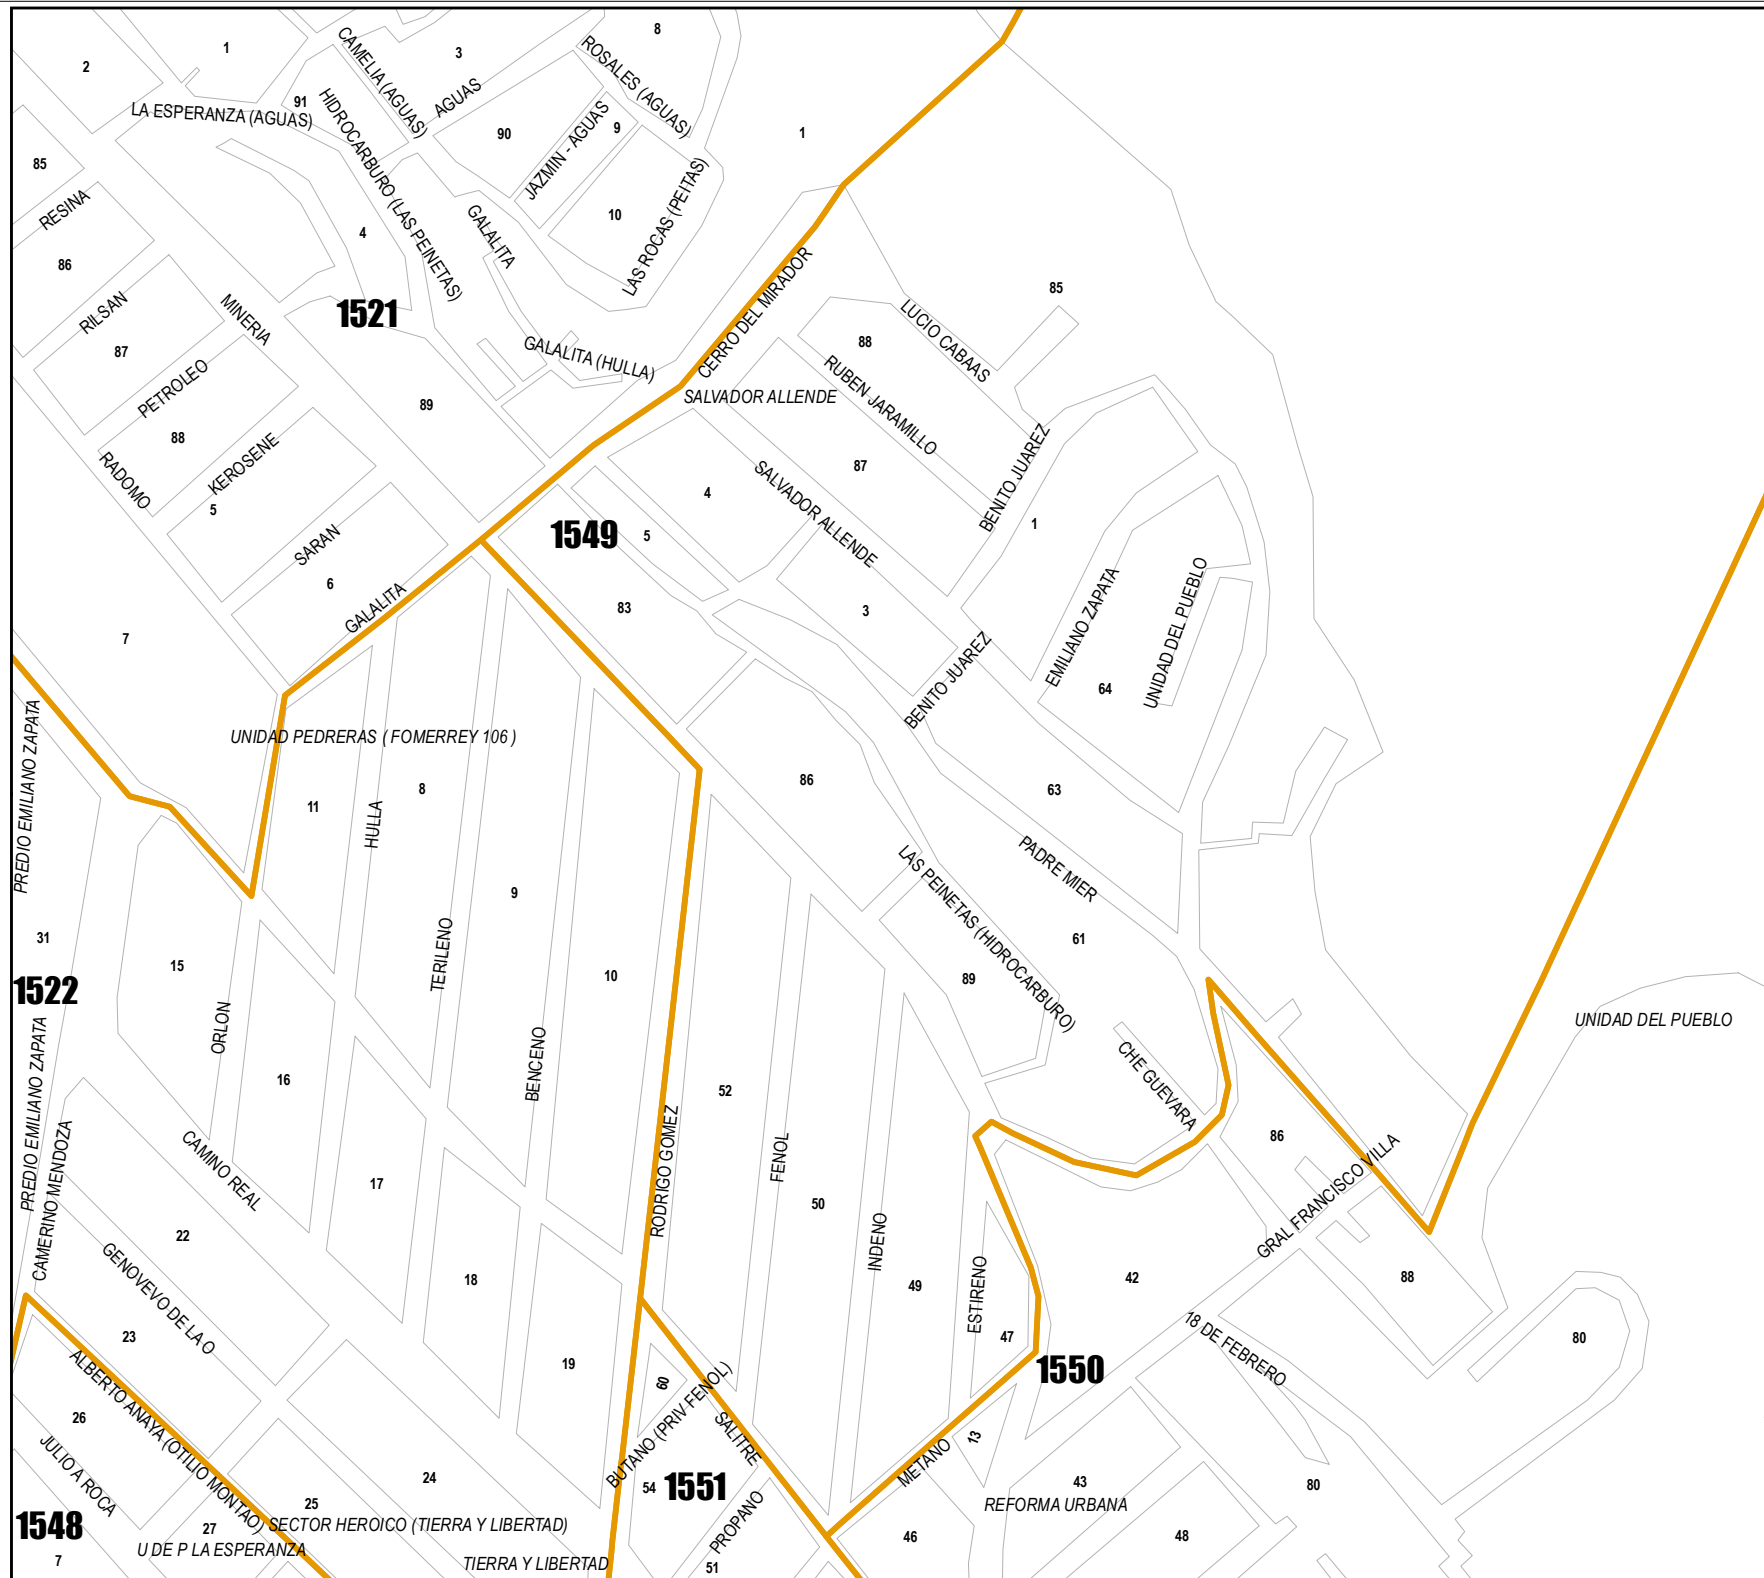 1
2
3
8
CAMELIA (AGUAS)
ROSALES (AGUAS)
AGUAS
91
LA ESPERANZA (AGUAS)
HIDROCARBURO (LAS PEINETAS)
90
JAZMIN - AGUAS
9
1
85
RESINA
10
LAS ROCAS (PEITAS)
GALALITA
4
86
RILSAN
MINERIA
1521
CERRO DEL MIRADOR
85
87
PETROLEO
GALALITA (HULLA)
88
LUCIO CABAAS
RUBEN JARAMILLO
SALVADOR ALLENDE
89
88
KEROSENE
RADOMO
5
87
4
SALVADOR ALLENDE
BENITO JUAREZ
1
1549
5
SARAN
6
GALALITA
83
3
EMILIANO ZAPATA
UNIDAD DEL PUEBLO
7
BENITO JUAREZ
64
PREDIO EMILIANO ZAPATA
UNIDAD PEDRERAS ( FOMERREY 106 )
11
HULLA
8
86
63
PADRE MIER
LAS PEINETAS (HIDROCARBURO)
9
31
15
TERILENO
10
61
89
1522
ORLON
UNIDAD DEL PUEBLO
PREDIO EMILIANO ZAPATA
16
BENCENO
52
CHE GUEVARA
CAMERINO MENDOZA
CAMINO REAL
17
RODRIGO GOMEZ
FENOL
86
GRAL FRANCISCO VILLA
22
50
INDENO
GENOVEVO DE LA O
18
49
ESTIRENO
42
88
23
19
47
18 DE FEBRERO
80
1550
ALBERTO ANAYA (OTILIO MONTAO)
60
BUTANO (PRIV FENOL)
SALITRE
26
JULIO A ROCA
13
METANO
24
54
1551
43
80
25
REFORMA URBANA
1548
27
SECTOR HEROICO (TIERRA Y LIBERTAD)
PROPANO
46
48
7
U DE P LA ESPERANZA
TIERRA Y LIBERTAD
51